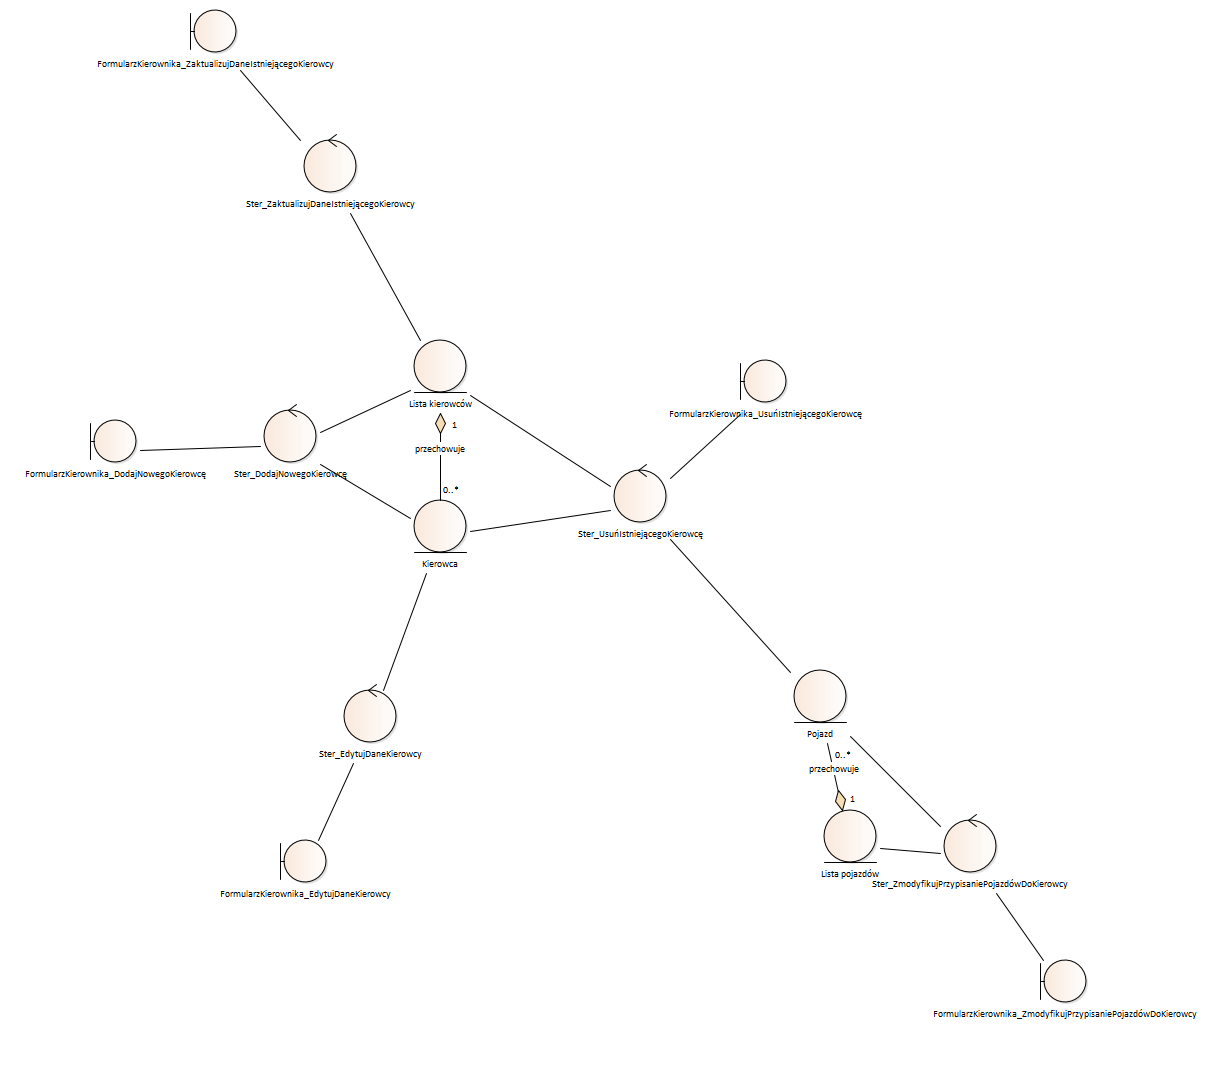 FormularzKierownika_ZaktualizujDaneIstniejącegoKierowcy
Ster_ZaktualizujDaneIstniejącegoKierowcy
Lista kierowców
1
przechowuje
0..*
Kierowca
FormularzKierownika_DodajNowegoKierowcę
Ster_DodajNowegoKierowcę
FormularzKierownika_UsuńIstniejącegoKierowcę
Ster_UsuńIstniejącegoKierowcę
Ster_EdytujDaneKierowcy
FormularzKierownika_EdytujDaneKierowcy
Pojazd
0..*
przechowuje
1
Lista pojazdów
Ster_ZmodyfikujPrzypisaniePojazdówDoKierowcy
FormularzKierownika_ZmodyfikujPrzypisaniePojazdówDoKierowcy